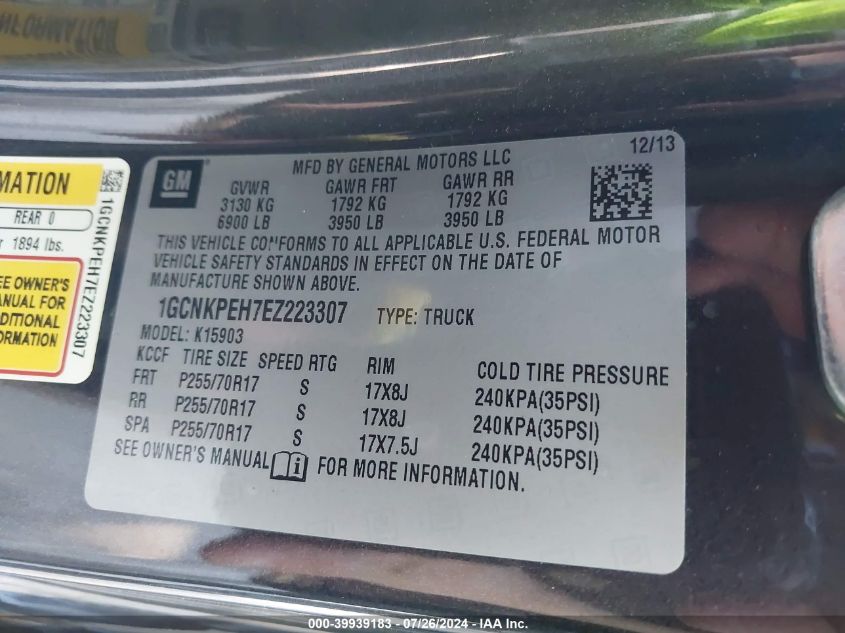 MATION
REAR 0
1894 lbs.
SEE OWNER'S
MANUAL FOR
ADDITIONAL
INFORMATION
1GCNKPEH7EZ223307
GM
MFD BY GENERAL MOTORS LLC
12/13
GVWR GAWR FRT GAWR RR
3130 KG 1792 KG 1792 KG
6900 LB 3950 LB 3950 LB
THIS VEHICLE CONFORMS TO ALL APPLICABLE U.S. FEDERAL MOTOR
VEHICLE SAFETY STANDARDS IN EFFECT ON THE DATE OF
MANUFACTURE SHOWN ABOVE.
1GCNKPEH7EZ223307 TYPE: TRUCK
MODEL: K15903
KCCF TIRE SIZE SPEED RTG RIM COLD TIRE PRESSURE
FRT P255/70R17 S 17X8J 240KPA(35PSI)
RR P255/70R17 S 17X8J 240KPA(35PSI)
SPA P255/70R17 S 17X7.5J 240KPA(35PSI)
SEE OWNER'S MANUAL i FOR MORE INFORMATION.
000-39939183 - 07/26/2024 - IAA Inc.